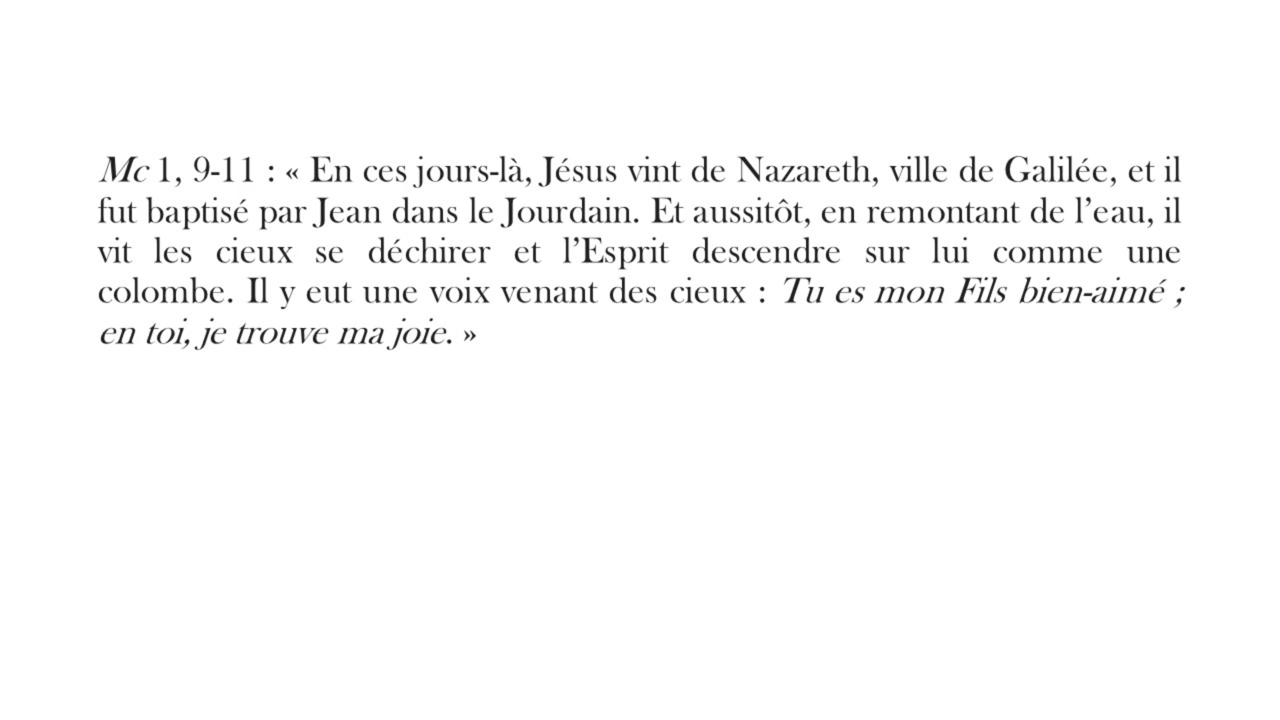 Mc 1, 9-11 : « En ces jours-là, Jésus vint de Nazareth, ville de Galilée, et il
fut baptisé par Jean dans le Jourdain. Et aussitôt, en remontant de l’eau, il
vit les cieux se déchirer et l’Esprit descendre sur lui comme une
colombe. Il y eut une voix venant des cieux : Tu es mon Fils bien-aimé ;
en toi, je trouve ma joie. »